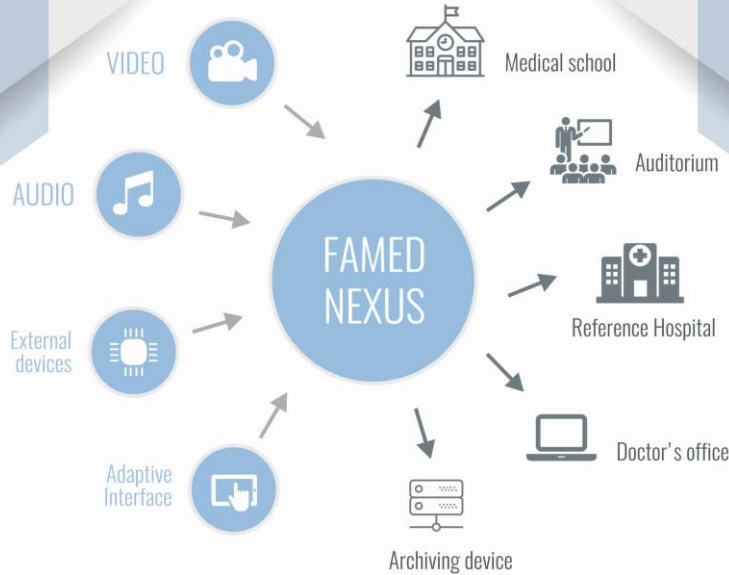 VIDEO
Medical school
Auditorium
AUDIO
FAMED
NEXUS
Reference Hospital
External
devices
Doctor's office
Adaptive
Interface
Archiving device